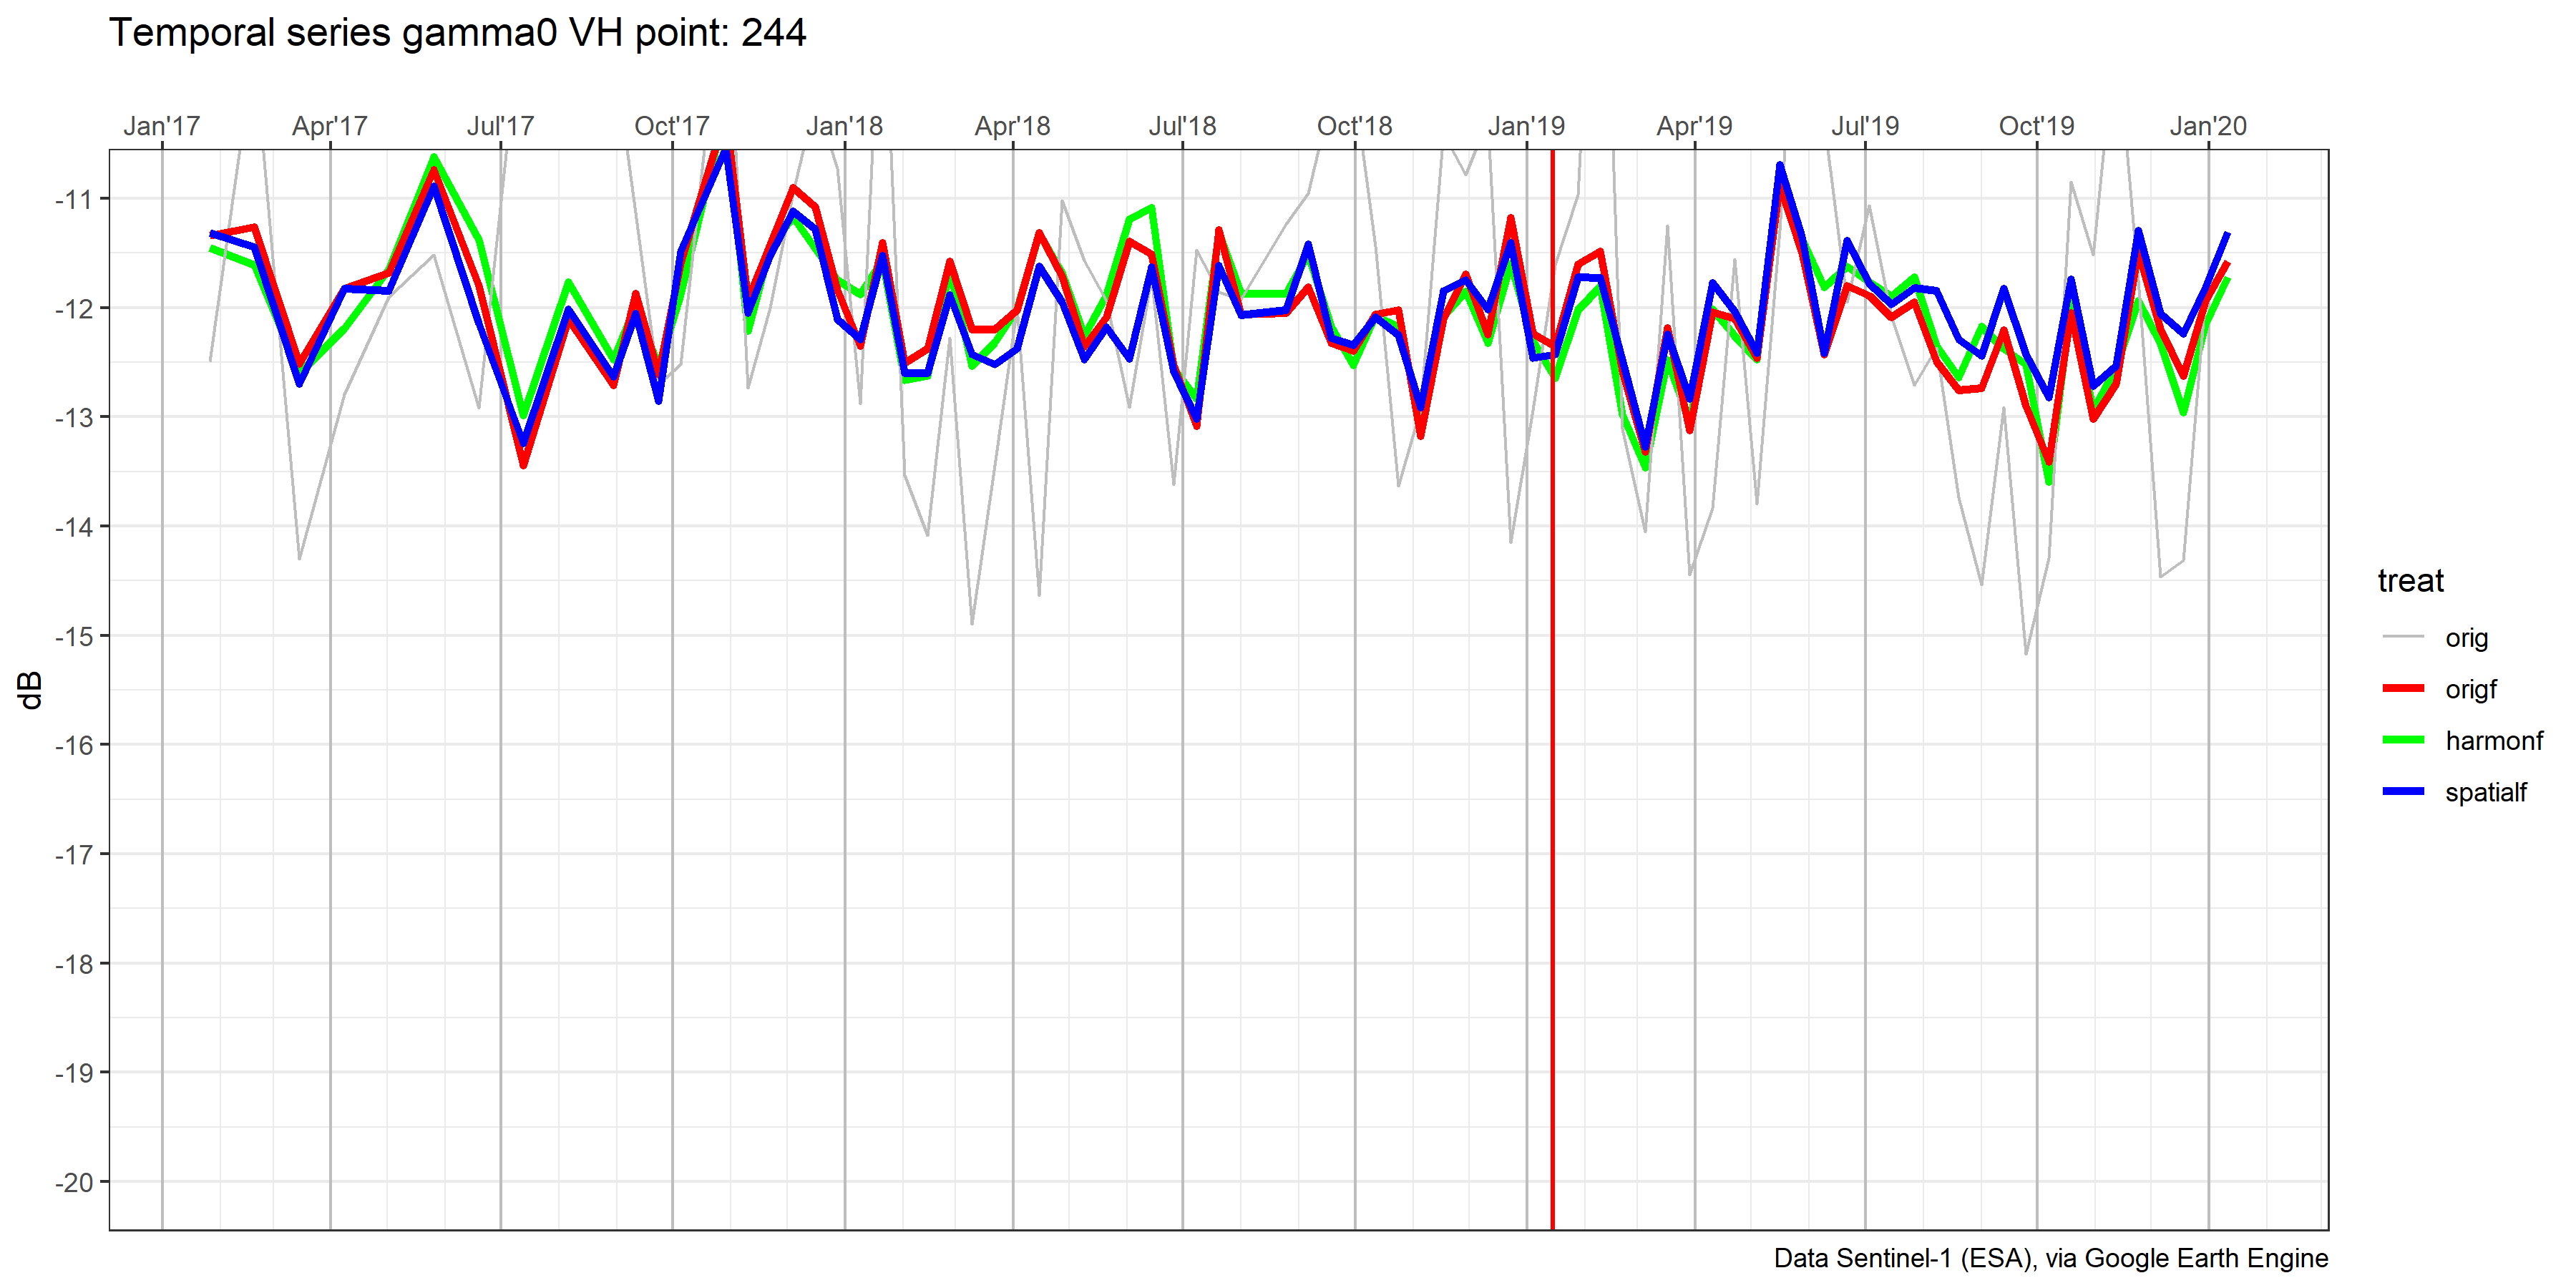 Temporal series gamma0 VH point: 244
Jan'17 Apr'17 Jul'17 Oct'17 Jan'18 Apr'18 Jul'18 Oct'18 Jan'19 Apr'19 Jul'19 Oct'19 Jan'20
-11
-12
-13
-14
-15
-16
-17
-18
-19
-20
dB
treat
orig
origf
harmonf
spatialf
Data Sentinel-1 (ESA), via Google Earth Engine